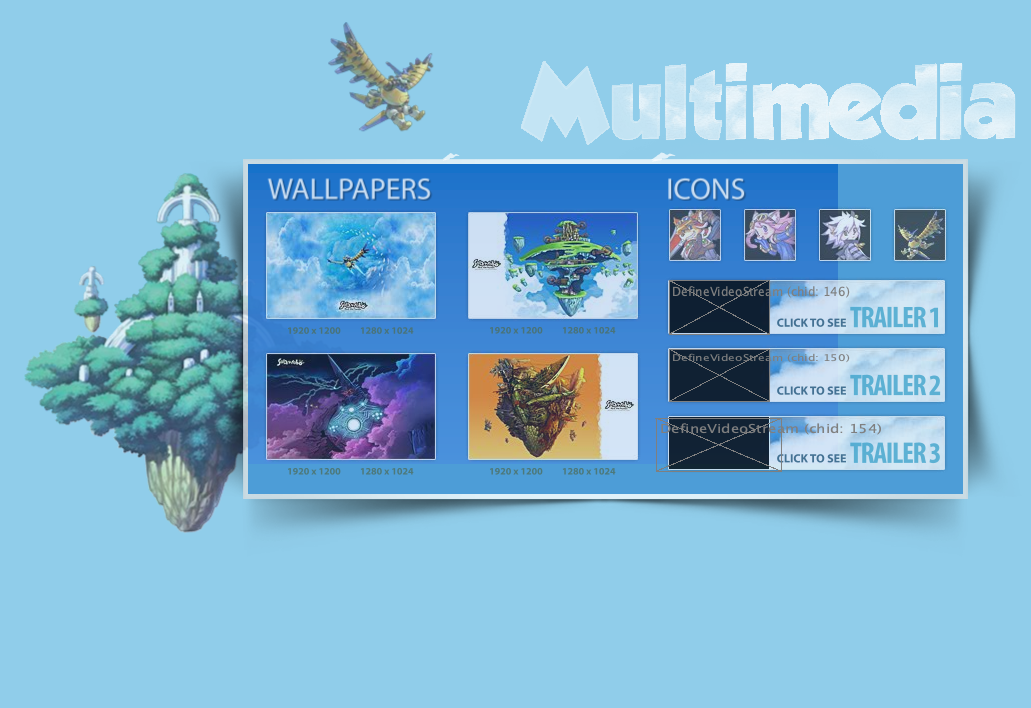 Multimedia
WALLPAPERS
ICONS
1920 x 1200 1280 x 1024
1920 x 1200 1280 x 1024
1920 x 1200 1280 x 1024
1920 x 1200 1280 x 1024
DefineVideoStream (chid: 146)
CLICK TO SEE TRAILER 1
DefineVideoStream (chid: 150)
CLICK TO SEE TRAILER 2
DefineVideoStream (chid: 154)
CLICK TO SEE TRAILER 3